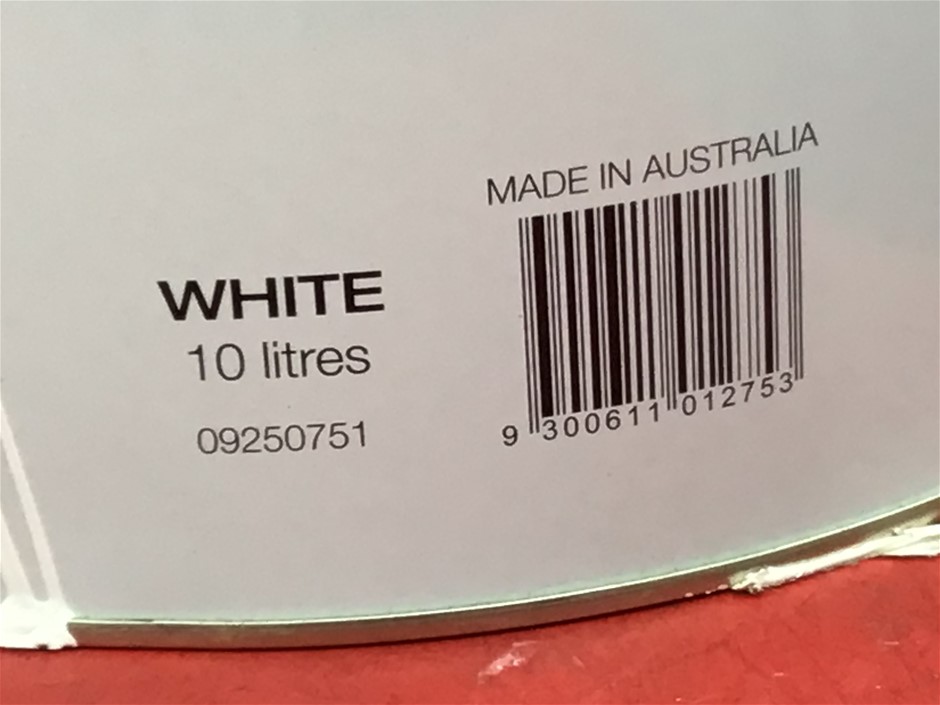 MADE IN AUSTRALIA
WHITE
10 litres
09250751
9 300611 012753